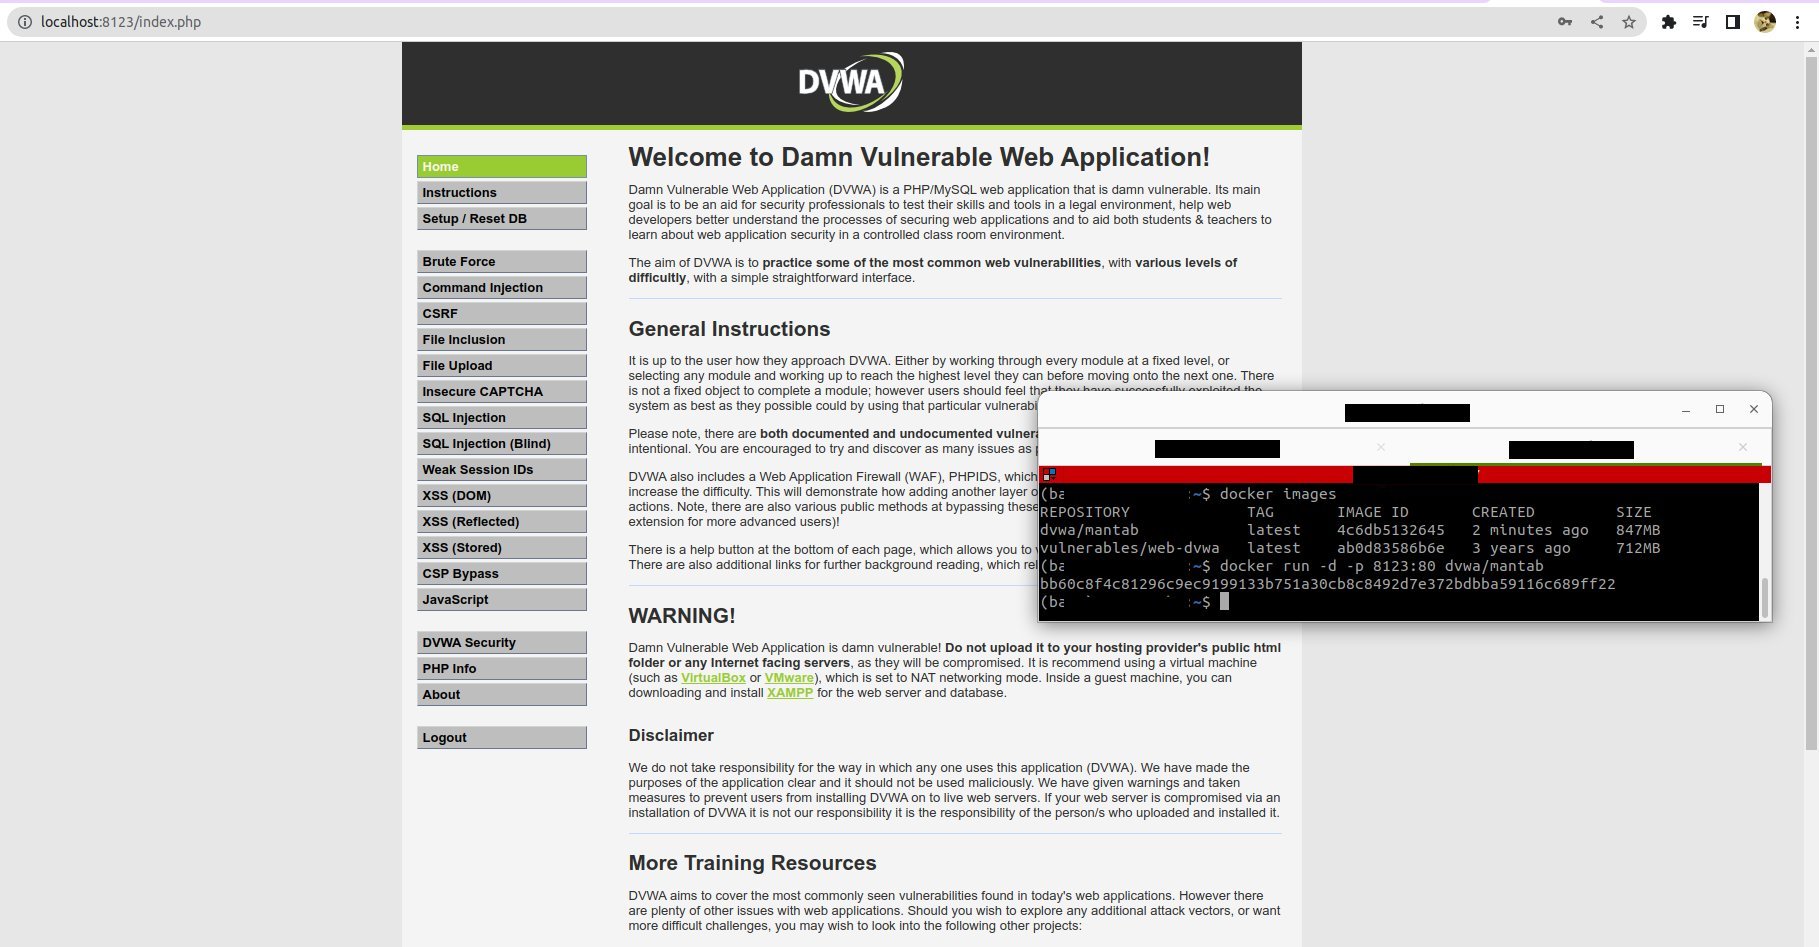 localhost:8123/index.php
DVWA
Home
Instructions
Setup / Reset DB
Brute Force
Command Injection
CSRF
File Inclusion
File Upload
Insecure CAPTCHA
SQL Injection
SQL Injection (Blind)
Weak Session IDs
XSS (DOM)
XSS (Reflected)
XSS (Stored)
CSP Bypass
JavaScript
DVWA Security
PHP Info
About
Logout
Welcome to Damn Vulnerable Web Application!
Damn Vulnerable Web Application (DVWA) is a PHP/MySQL web application that is damn vulnerable. Its main
goal is to be an aid for security professionals to test their skills and tools in a legal environment, help web
developers better understand the processes of securing web applications and to aid both students & teachers to
learn about web application security in a controlled class room environment.
The aim of DVWA is to practice some of the most common web vulnerabilities, with various levels of
difficultly, with a simple straightforward interface.
General Instructions
It is up to the user how they approach DVWA. Either by working through every module at a fixed level, or
selecting any module and working up to reach the highest level they can before moving onto the next one. There
is not a fixed object to complete a module; however users should feel that they have successfully exploited the
system as best as they possible could by using that particular
Please note, there are both documented and undocumented
intentional. You are encouraged to try and discover as many issues as
DVWA also includes a Web Application Firewall (WAF), PHPIDS, which
increase the difficulty. This will demonstrate how adding another layer
actions. Note, there are also various public methods at bypassing these
extension for more advanced users)!
There is a help button at the bottom of each page, which allows you to
There are also additional links for further background reading, which
WARNING!
Damn Vulnerable Web Application is damn vulnerable! Do not upload it to your hosting provider's public html
folder or any Internet facing servers, as they will be compromised. It is recommend using a virtual machine
(such as VirtualBox or VMware), which is set to NAT networking mode. Inside a guest machine, you can
downloading and install XAMPP for the web server and database.
Disclaimer
We do not take responsibility for the way in which any one uses this application (DVWA). We have made the
purposes of the application clear and it should not be used maliciously. We have given warnings and taken
measures to prevent users from installing DVWA on to live web servers. If your web server is compromised via an
installation of DVWA it is not our responsibility it is the responsibility of the person/s who uploaded and installed it.
More Training Resources
DVWA aims to cover the most commonly seen vulnerabilities found in today's web applications. However there
are plenty of other issues with web applications. Should you wish to explore any additional attack vectors, or want
more difficult challenges, you may wish to look into the following other projects:
(ba :~$ docker images
REPOSITORY TAG IMAGE ID CREATED SIZE
dvwa/mantab latest 4c6db5132645 2 minutes ago 847MB
vulnerables/web-dvwa latest ab0d83586b6e 3 years ago 712MB
(ba :~$ docker run -d -p 8123:80 dvwa/mantab
bb60c8f4c81296c9ec9199133b751a30cb8c8492d7e372bdbba59116c689ff22
(ba :~$